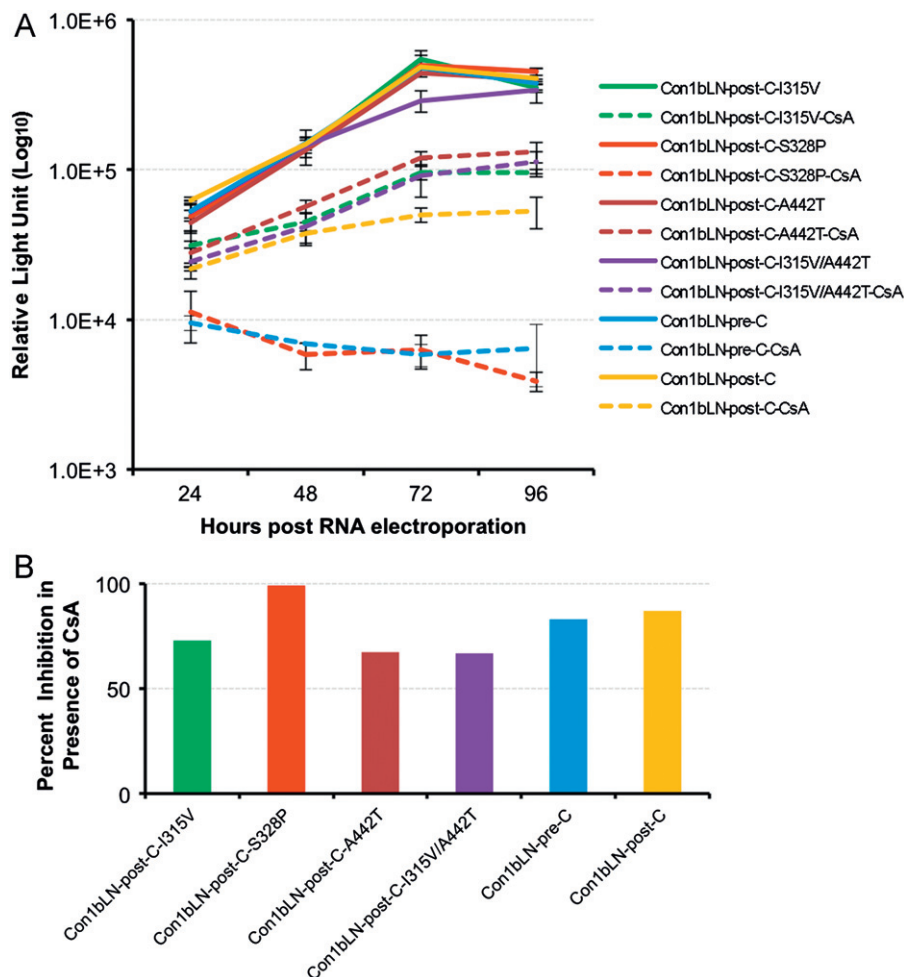 A
1.0E+6
1.0E+5
1.0E+4
1.0E+3
Relative Light Unit (Log10)
24 48 72 96
Hours post RNA electroporation
Con1bLN-post-C-I315V
Con1bLN-post-C-I315V-CsA
Con1bLN-post-C-S328P
Con1bLN-post-C-S328P-CsA
Con1bLN-post-C-A442T
Con1bLN-post-C-A442T-CsA
Con1bLN-post-C-I315V/A442T
Con1bLN-post-C-I315V/A442T-CsA
Con1bLN-pre-C
Con1bLN-pre-C-CsA
Con1bLN-post-C
Con1bLN-post-C-CsA
B
100
50
0
Percent Inhibition in
Presence of CsA
Con1bLN-post-C-I315V
Con1bLN-post-C-S328P
Con1bLN-post-C-A442T
Con1bLN-post-C-I315V/A442T
Con1bLN-pre-C
Con1bLN-post-C